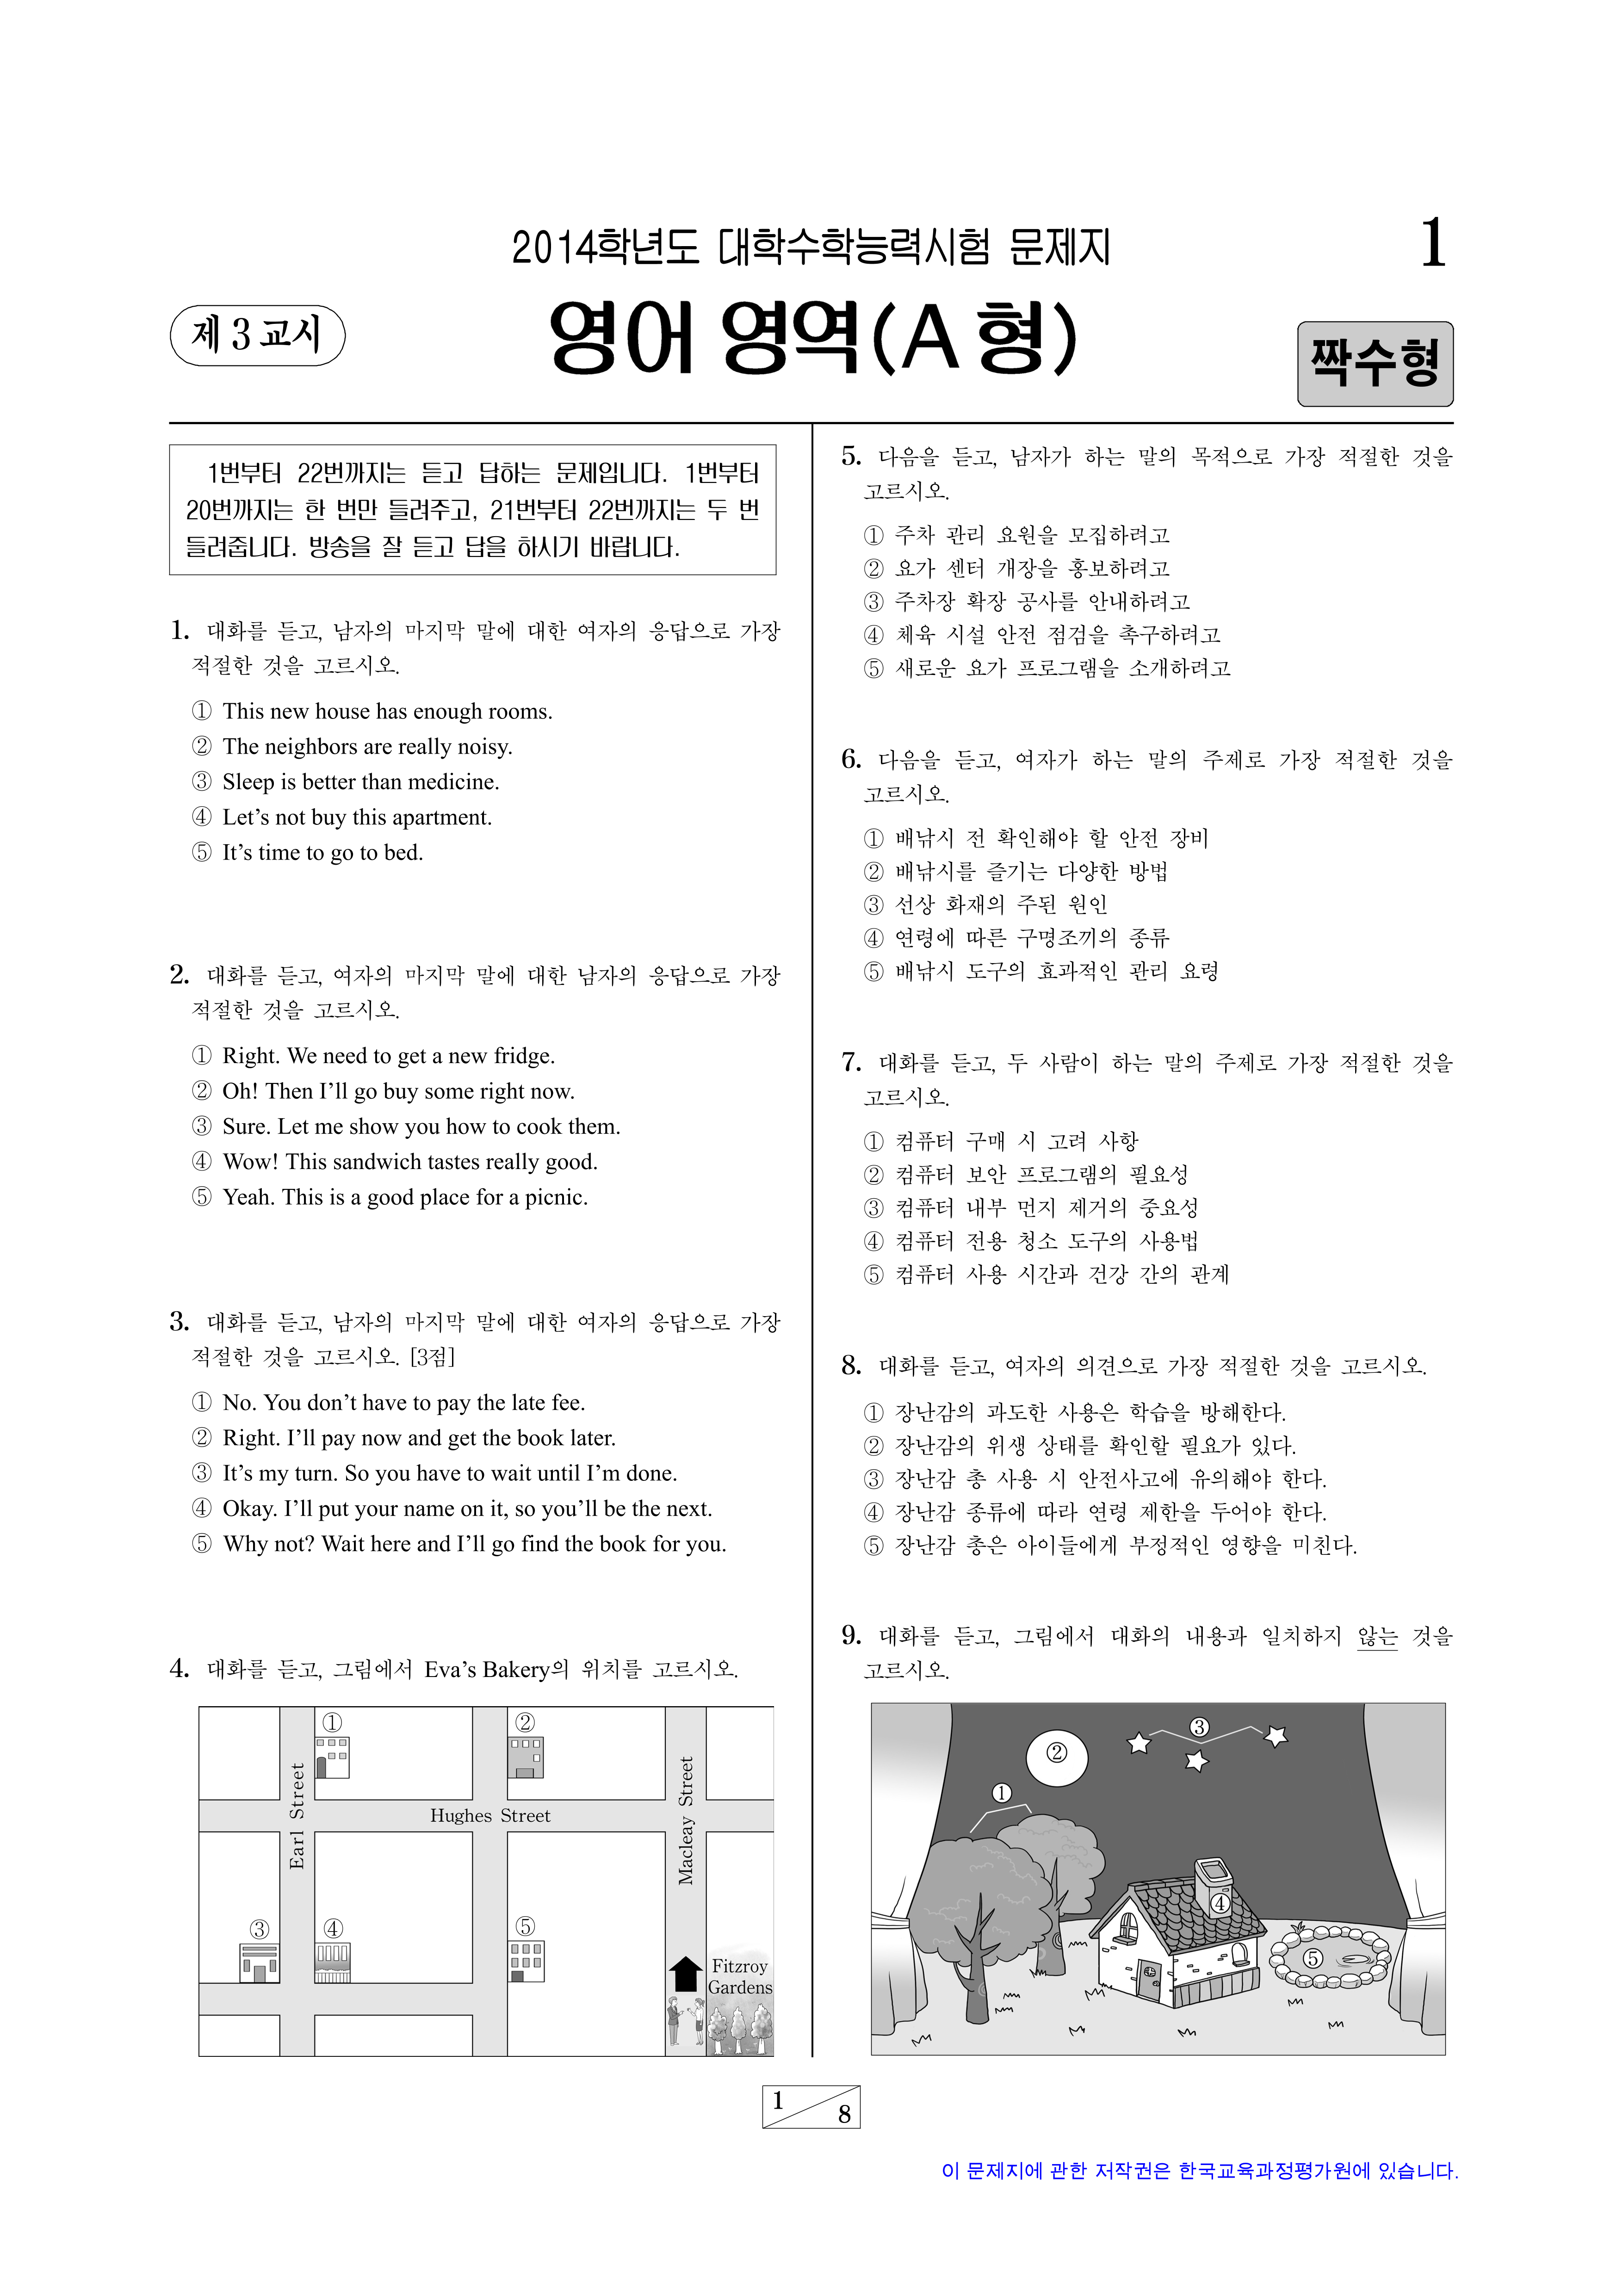 2014학년도 대학수학능력시험 문제지
1
제 3 교시
영어 영역(A 형)
짝수형
1번부터 22번까지는 듣고 답하는 문제입니다. 1번부터
20번까지는 한 번만 들려주고, 21번부터 22번까지는 두 번
들려줍니다. 방송을 잘 듣고 답을 하시기 바랍니다.
1. 대화를 듣고, 남자의 마지막 말에 대한 여자의 응답으로 가장
적절한 것을 고르시오.
① This new house has enough rooms.
② The neighbors are really noisy.
③ Sleep is better than medicine.
④ Let’s not buy this apartment.
⑤ It’s time to go to bed.
2. 대화를 듣고, 여자의 마지막 말에 대한 남자의 응답으로 가장
적절한 것을 고르시오.
① Right. We need to get a new fridge.
② Oh! Then I’ll go buy some right now.
③ Sure. Let me show you how to cook them.
④ Wow! This sandwich tastes really good.
⑤ Yeah. This is a good place for a picnic.
3. 대화를 듣고, 남자의 마지막 말에 대한 여자의 응답으로 가장
적절한 것을 고르시오. [3점]
① No. You don’t have to pay the late fee.
② Right. I’ll pay now and get the book later.
③ It’s my turn. So you have to wait until I’m done.
④ Okay. I’ll put your name on it, so you’ll be the next.
⑤ Why not? Wait here and I’ll go find the book for you.
4. 대화를 듣고, 그림에서 Eva’s Bakery의 위치를 고르시오.
①
②
Earl Street
Hughes Street
Macleay Street
③
④
⑤
Fitzroy
Gardens
5. 다음을 듣고, 남자가 하는 말의 목적으로 가장 적절한 것을
고르시오.
① 주차 관리 요원을 모집하려고
② 요가 센터 개장을 홍보하려고
③ 주차장 확장 공사를 안내하려고
④ 체육 시설 안전 점검을 촉구하려고
⑤ 새로운 요가 프로그램을 소개하려고
6. 다음을 듣고, 여자가 하는 말의 주제로 가장 적절한 것을
고르시오.
① 배낚시 전 확인해야 할 안전 장비
② 배낚시를 즐기는 다양한 방법
③ 선상 화재의 주된 원인
④ 연령에 따른 구명조끼의 종류
⑤ 배낚시 도구의 효과적인 관리 요령
7. 대화를 듣고, 두 사람이 하는 말의 주제로 가장 적절한 것을
고르시오.
① 컴퓨터 구매 시 고려 사항
② 컴퓨터 보안 프로그램의 필요성
③ 컴퓨터 내부 먼지 제거의 중요성
④ 컴퓨터 전용 청소 도구의 사용법
⑤ 컴퓨터 사용 시간과 건강 간의 관계
8. 대화를 듣고, 여자의 의견으로 가장 적절한 것을 고르시오.
① 장난감의 과도한 사용은 학습을 방해한다.
② 장난감의 위생 상태를 확인할 필요가 있다.
③ 장난감 총 사용 시 안전사고에 유의해야 한다.
④ 장난감 종류에 따라 연령 제한을 두어야 한다.
⑤ 장난감 총은 아이들에게 부정적인 영향을 미친다.
9. 대화를 듣고, 그림에서 대화의 내용과 일치하지 않는 것을
고르시오.
①
②
③
④
⑤
1
8
이 문제지에 관한 저작권은 한국교육과정평가원에 있습니다.